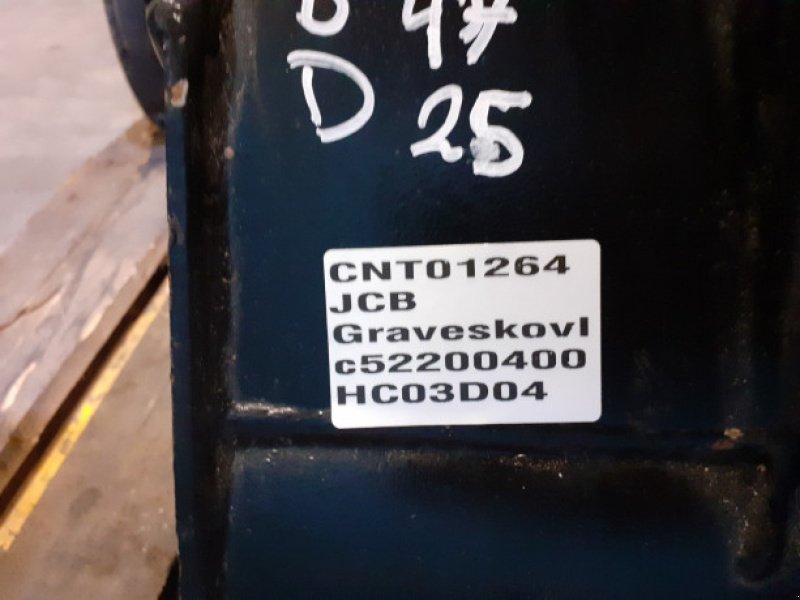 47
D 25
CNT01264
JCB
Graveskovl
c52200400
HC03D04